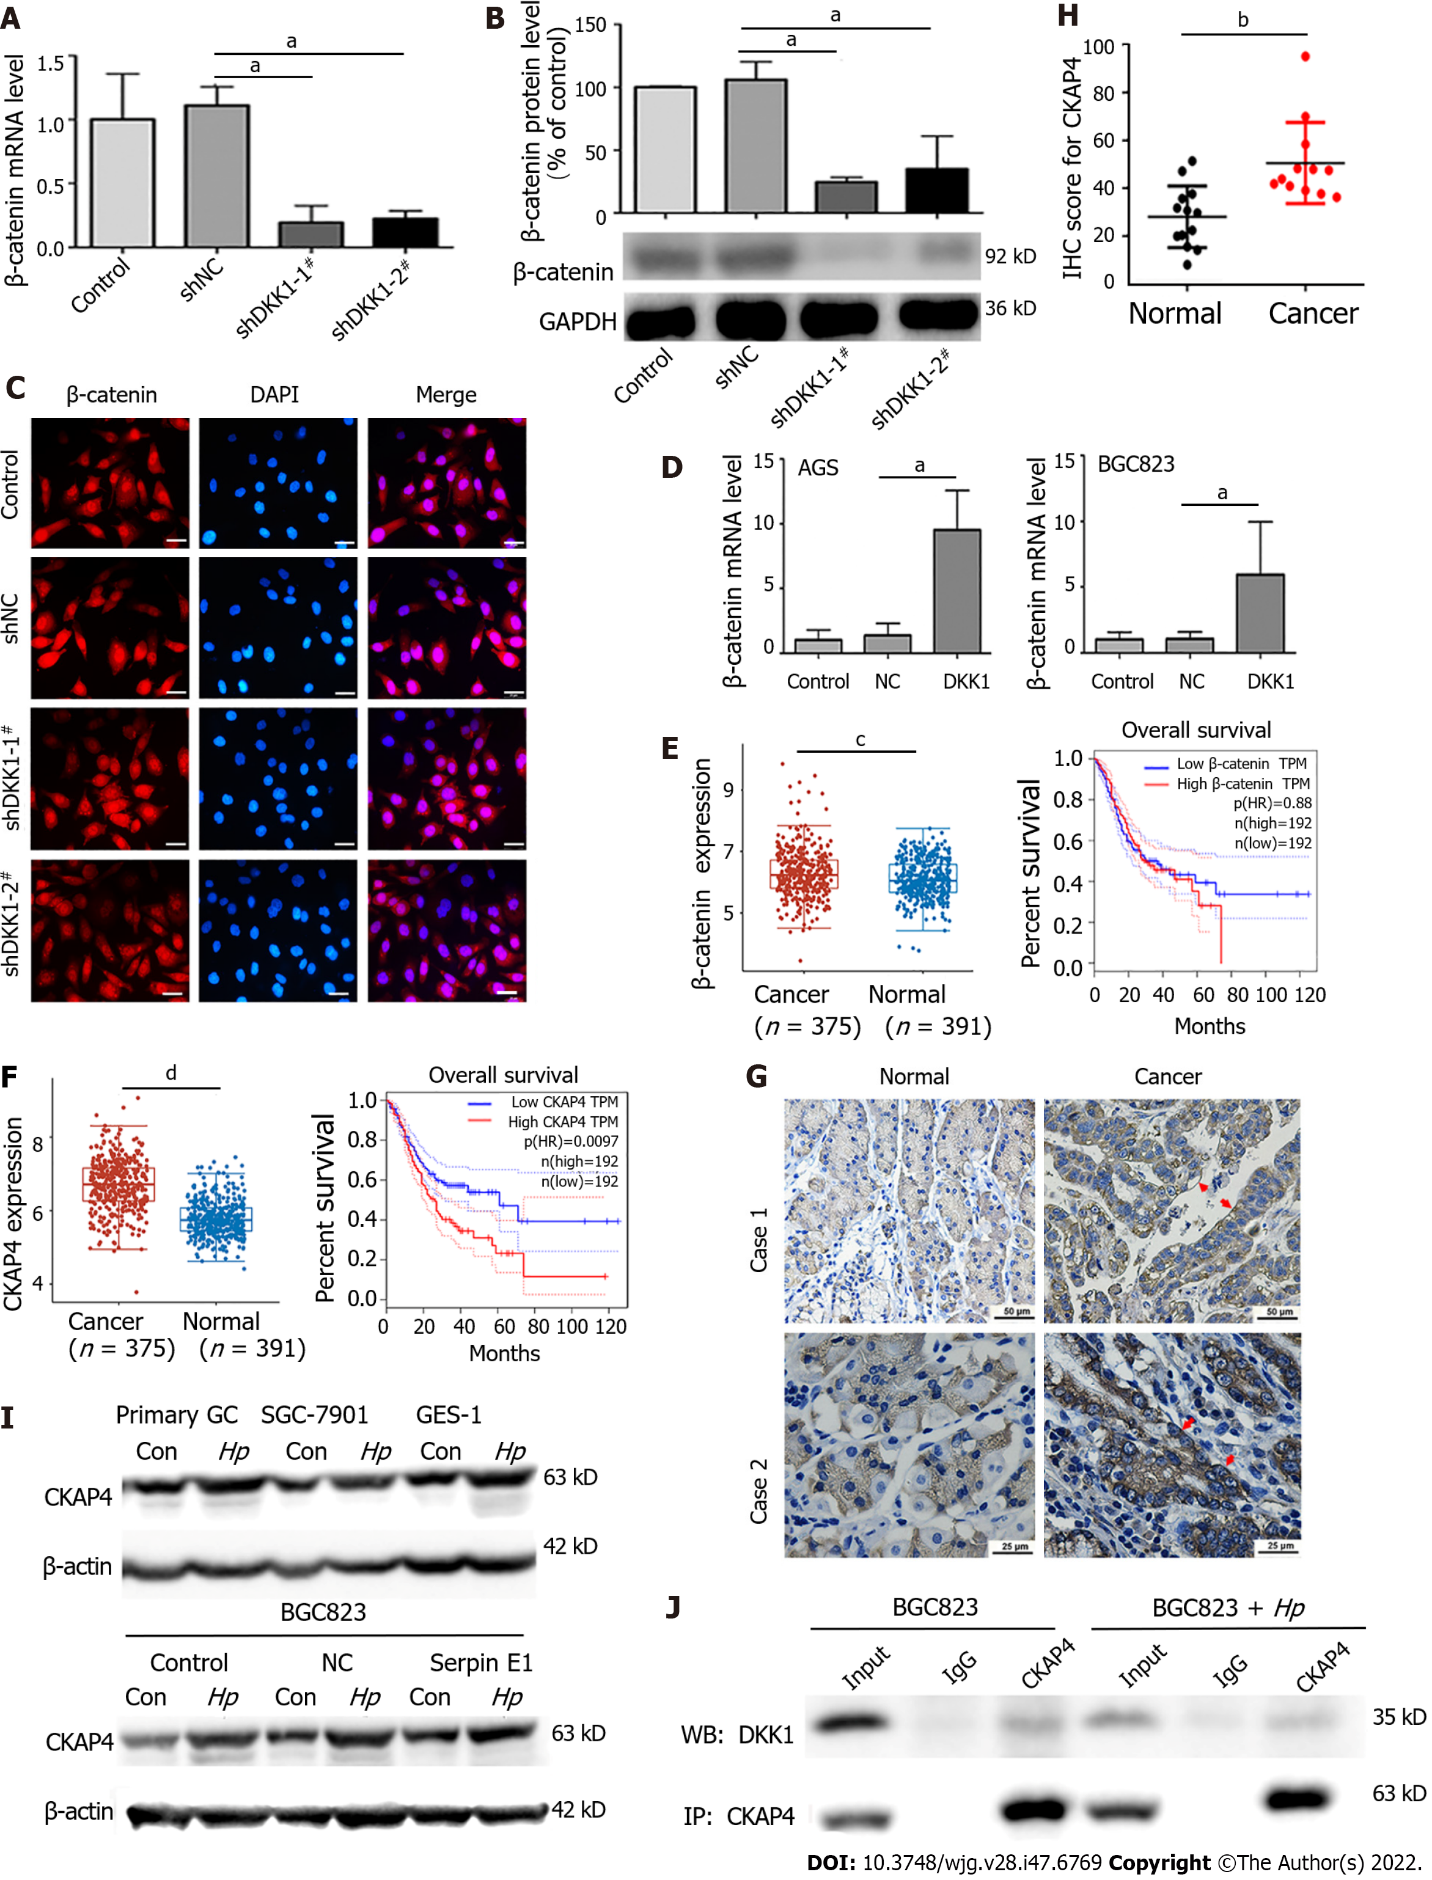 A
β-catenin mRNA level
1.5
1.0
0.5
0.0
a
a
Control
shNC
shDKK1-1#
shDKK1-2#
B
β-catenin protein level
(% of control)
150
100
50
0
a
a
β-catenin
92 kD
GAPDH
36 kD
Control
shNC
shDKK1-1#
shDKK1-2#
H
IHC score for CKAP4
100
80
60
40
20
0
b
Normal
Cancer
C
β-catenin
DAPI
Merge
Control
shNC
shDKK1-1#
shDKK1-2#
D
β-catenin mRNA level
15
10
5
0
AGS
a
Control
NC
DKK1
β-catenin mRNA level
15
10
5
0
BGC823
a
Control
NC
DKK1
E
β-catenin expression
9
7
5
c
Cancer
(n = 375)
Normal
(n = 391)
Overall survival
Percent survival
1.0
0.8
0.6
0.4
0.2
0.0
Low β-catenin TPM
High β-catenin TPM
p(HR)=0.88
n(high=192
n(low)=192
0 20 40 60 80 100 120
Months
F
CKAP4 expression
8
6
4
d
Cancer
(n = 375)
Normal
(n = 391)
Overall survival
Percent survival
1.0
0.8
0.6
0.4
0.2
0.0
Low CKAP4 TPM
High CKAP4 TPM
p(HR)=0.0097
n(high=192
n(low)=192
0 20 40 60 80 100 120
Months
G
Normal
Cancer
Case 1
50 μm
50 μm
Case 2
25 μm
25 μm
I
Primary GC SGC-7901 GES-1
Con Hp Con Hp Con Hp
CKAP4
63 kD
β-actin
42 kD
BGC823
Control NC Serpin E1
Con Hp Con Hp Con Hp
CKAP4
63 kD
β-actin
42 kD
J
BGC823
BGC823 + Hp
Input IgG CKAP4 Input IgG CKAP4
WB: DKK1
35 kD
IP: CKAP4
63 kD
DOI: 10.3748/wjg.v28.i47.6769 Copyright ©The Author(s) 2022.